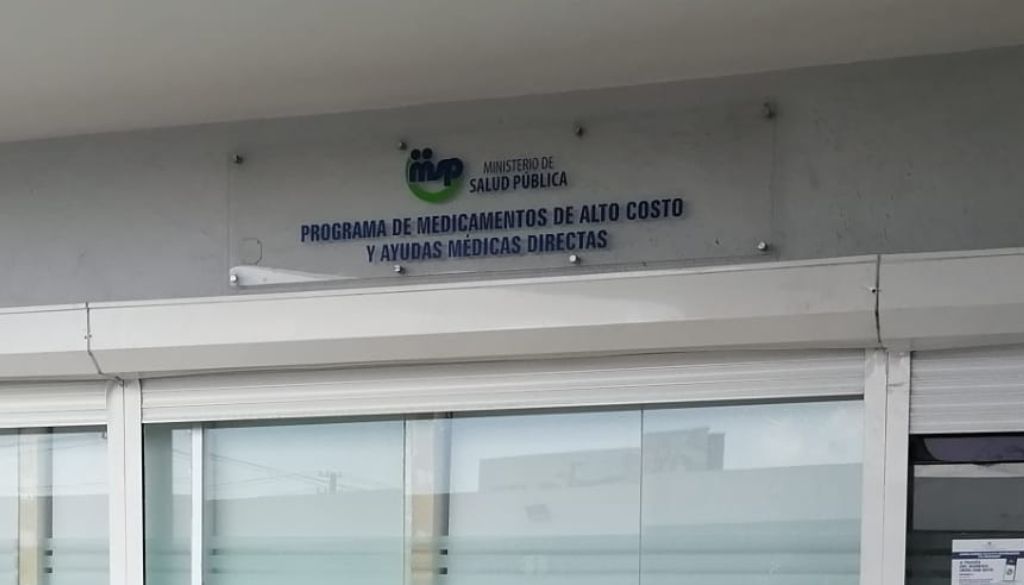 msp
MINISTERIO DE
SALUD PÚBLICA
PROGRAMA DE MEDICAMENTOS DE ALTO COSTO
Y AYUDAS MÉDICAS DIRECTAS